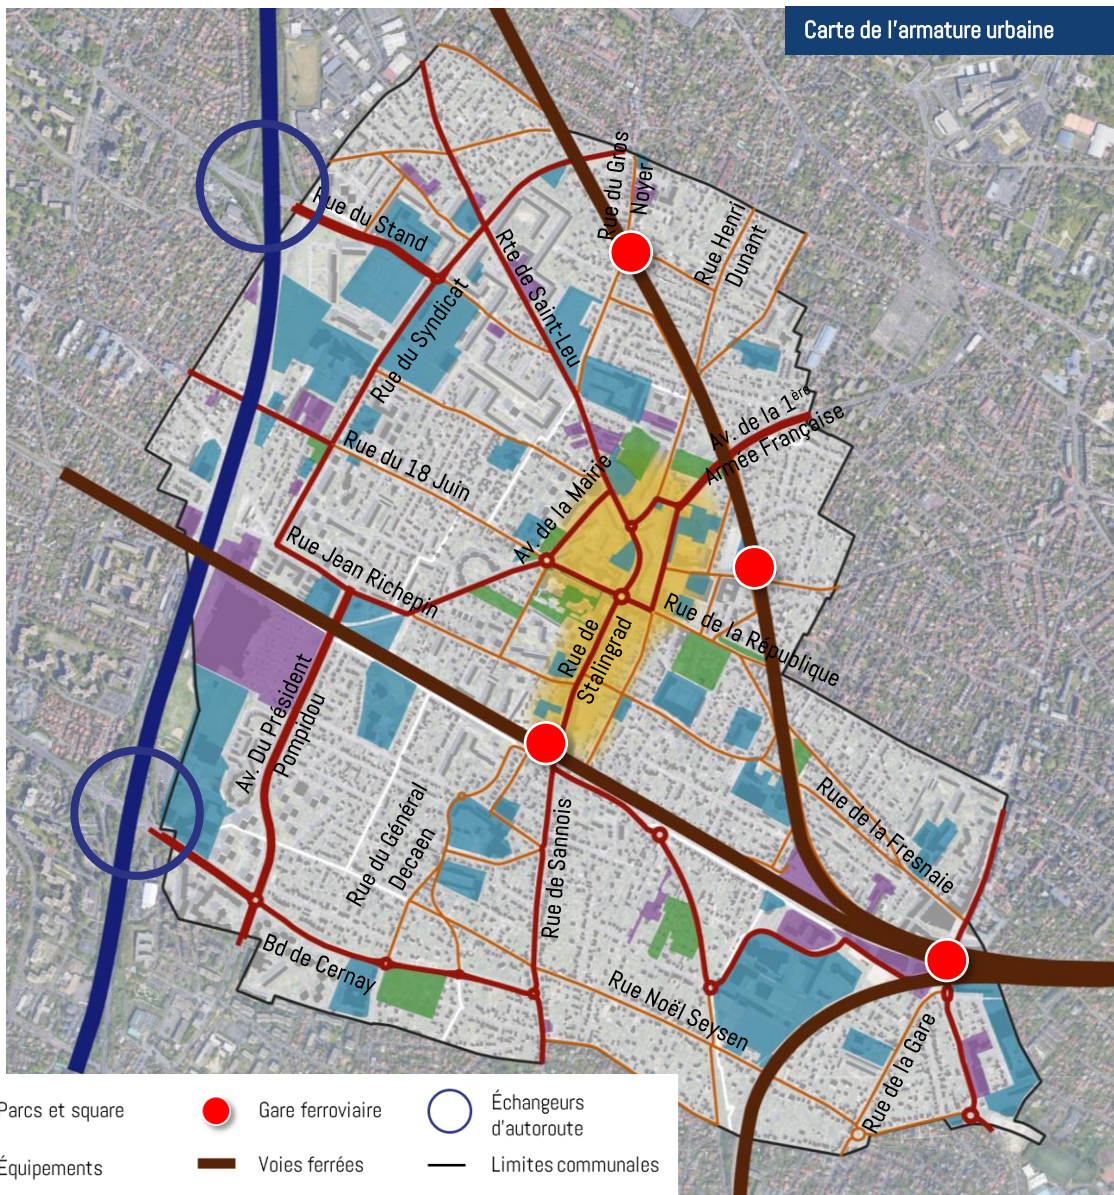 Carte de l'armature urbaine
Rue du Gros
Noyer
Rue du Stand
Rue Henri
Dunant
Rte de Saint-Leu
Rue du Syndicat
Av. de la 1ère
Armée Française
Rue du 18 Juin
Av. de la Mairie
Rue Jean Richepin
Rue de la République
Rue de
Stalingrad
Av. Du Président
Pompidou
Rue du Général
Decaen
Rue de Sannois
Rue de la Fresnaie
Bd de Cernay
Rue Noël Seysen
Rue de la Gare
Parcs et square
Gare ferroviaire
Échangeurs
d'autoroute
Équipements
Voies ferrées
Limites communales